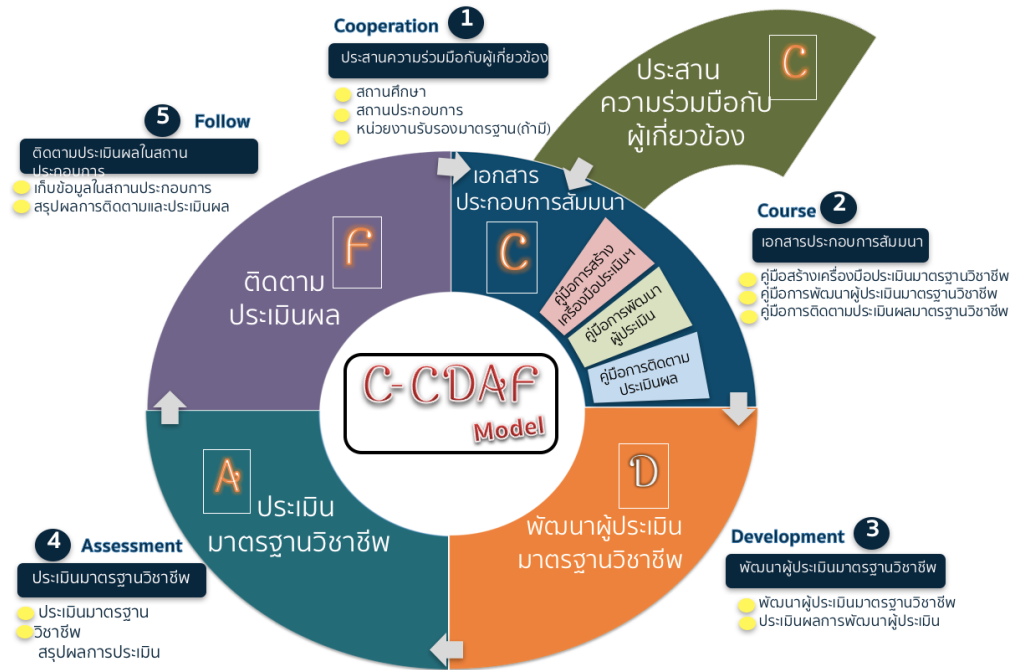 Cooperation 1
ประสานความร่วมมือกับผู้เกี่ยวข้อง
สถานศึกษา
สถานประกอบการ
หน่วยงานรับรองมาตรฐาน(ถ้ามี)
C
ประสาน
ความร่วมมือกับ
ผู้เกี่ยวข้อง
5 Follow
ติดตามประเมินผลในสถาน
ประกอบการ
เก็บข้อมูลในสถานประกอบการ
สรุปผลการติดตามและประเมินผล
เอกสาร
ประกอบการสัมมนา
C
คู่มือการสร้าง
เครื่องมือประเมินฯ
คู่มือการพัฒนา
ผู้ประเมิน
คู่มือการติดตาม
ประเมินผล
Course 2
เอกสารประกอบการสัมมนา
คู่มือสร้างเครื่องมือประเมินมาตรฐานวิชาชีพ
คู่มือการพัฒนาผู้ประเมินมาตรฐานวิชาชีพ
คู่มือการติดตามประเมินผลมาตรฐานวิชาชีพ
F
ติดตาม
ประเมินผล
C-CDAF
Model
A
ประเมิน
มาตรฐานวิชาชีพ
D
พัฒนาผู้ประเมิน
มาตรฐานวิชาชีพ
4 Assessment
ประเมินมาตรฐานวิชาชีพ
ประเมินมาตรฐาน
วิชาชีพ
สรุปผลการประเมิน
Development 3
พัฒนาผู้ประเมินมาตรฐานวิชาชีพ
พัฒนาผู้ประเมินมาตรฐานวิชาชีพ
ประเมินผลการพัฒนาผู้ประเมิน